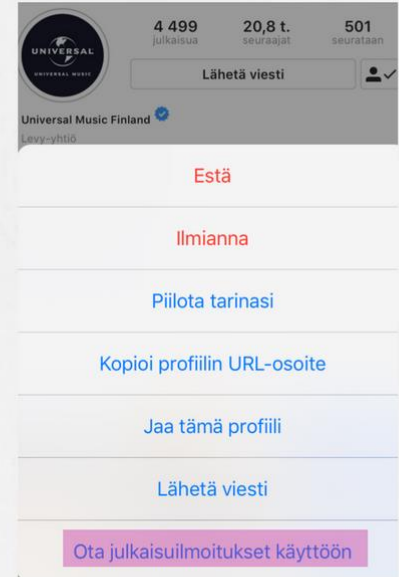 4 499 20,8 t. 501
julkaisua seuraajat seurataan
UNIVERSAL
UNIVERSAL MUSIC
Lähetä viesti
Universal Music Finland
Levy-yhtiö
Estä
Ilmianna
Piilota tarinasi
Kopioi profiilin URL-osoite
Jaa tämä profiili
Lähetä viesti
Ota julkaisuilmoitukset käyttöön